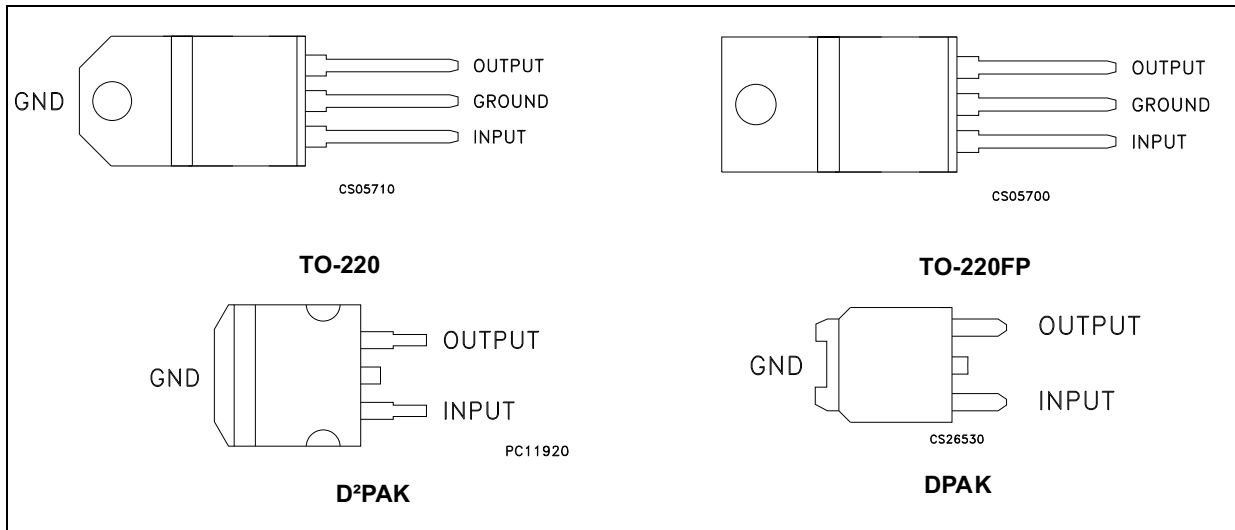 GND
OUTPUT
GROUND
INPUT
CS05710
TO-220
OUTPUT
GROUND
INPUT
CS05700
TO-220FP
GND
OUTPUT
INPUT
PC11920
D²PAK
GND
OUTPUT
INPUT
CS26530
DPAK